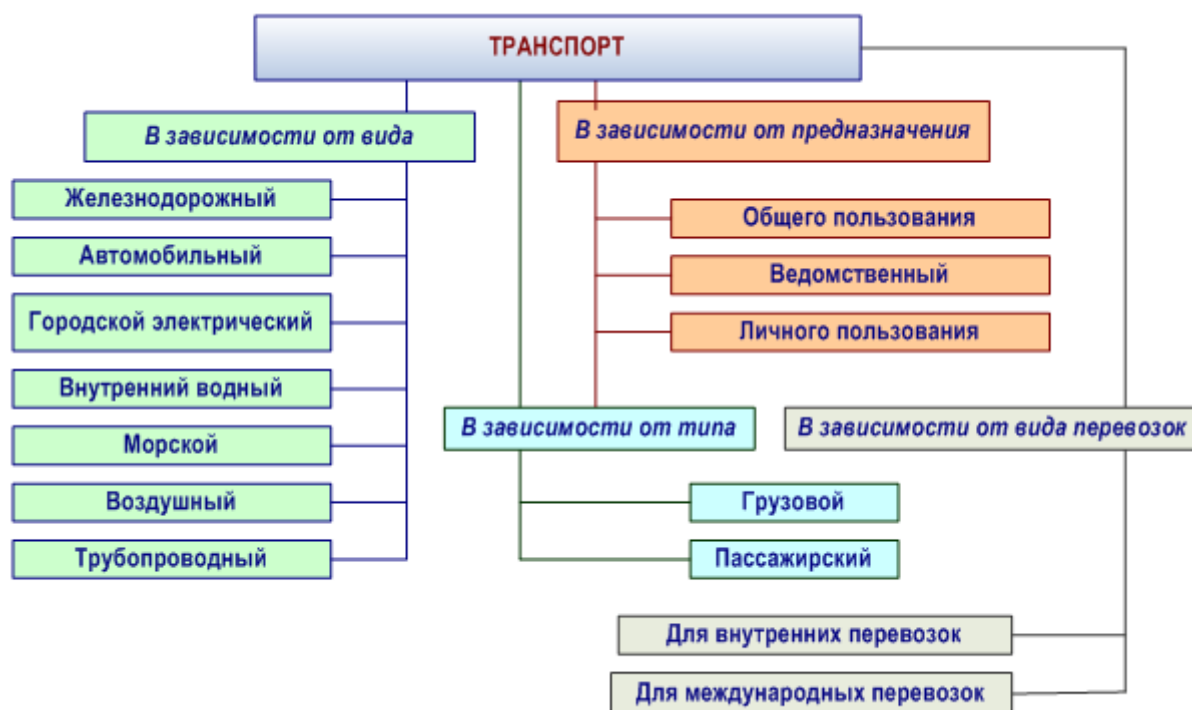 ТРАНСПОРТ
В зависимости от вида
Железнодорожный
Автомобильный
Городской электрический
Внутренний водный
Морской
Воздушный
Трубопроводный
В зависимости от предназначения
Общего пользования
Ведомственный
Личного пользования
В зависимости от типа
Грузовой
Пассажирский
В зависимости от вида перевозок
Для внутренних перевозок
Для международных перевозок